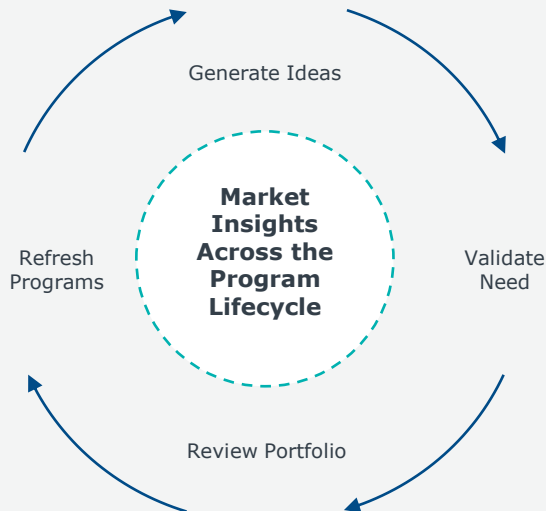 Generate Ideas
Market
Insights
Across the
Program
Lifecycle
Refresh
Programs
Validate
Need
Review Portfolio